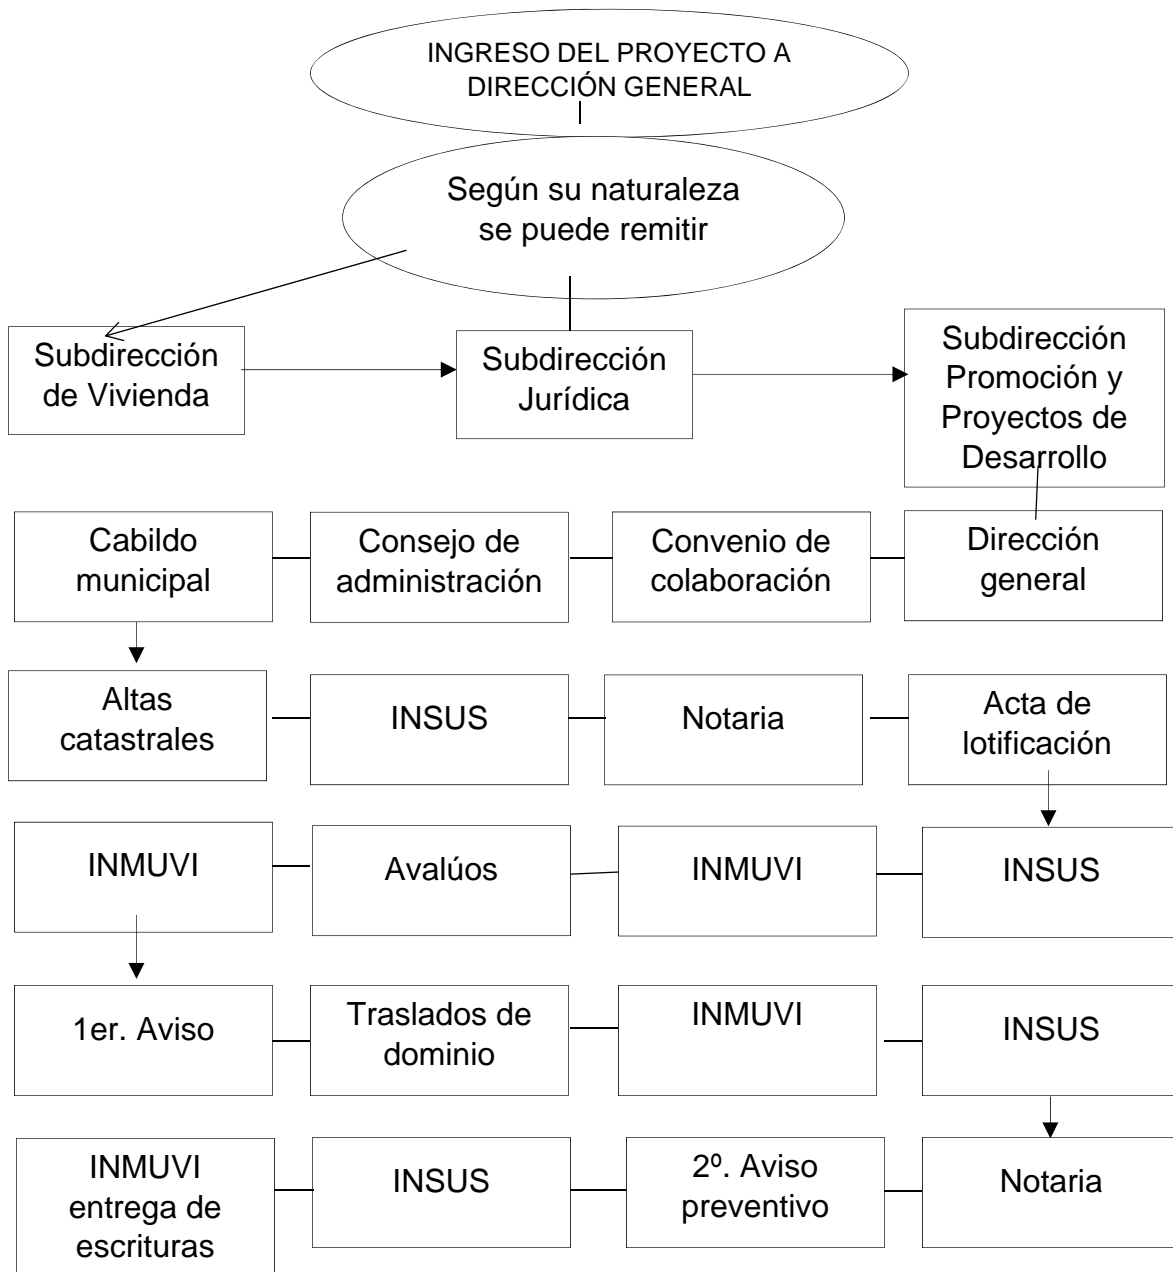 INGRESO DEL PROYECTO A
DIRECCIÓN GENERAL
Según su naturaleza
se puede remitir
Subdirección
de Vivienda
Subdirección
Jurídica
Subdirección
Promoción y
Proyectos de
Desarrollo
Cabildo
municipal
Consejo de
administración
Convenio de
colaboración
Dirección
general
Altas
catastrales
INSUS
Notaria
Acta de
lotificación
INMUVI
Avalúos
INMUVI
INSUS
1er. Aviso
Traslados de
dominio
INMUVI
INSUS
INMUVI
entrega de
escrituras
INSUS
2º. Aviso
preventivo
Notaria